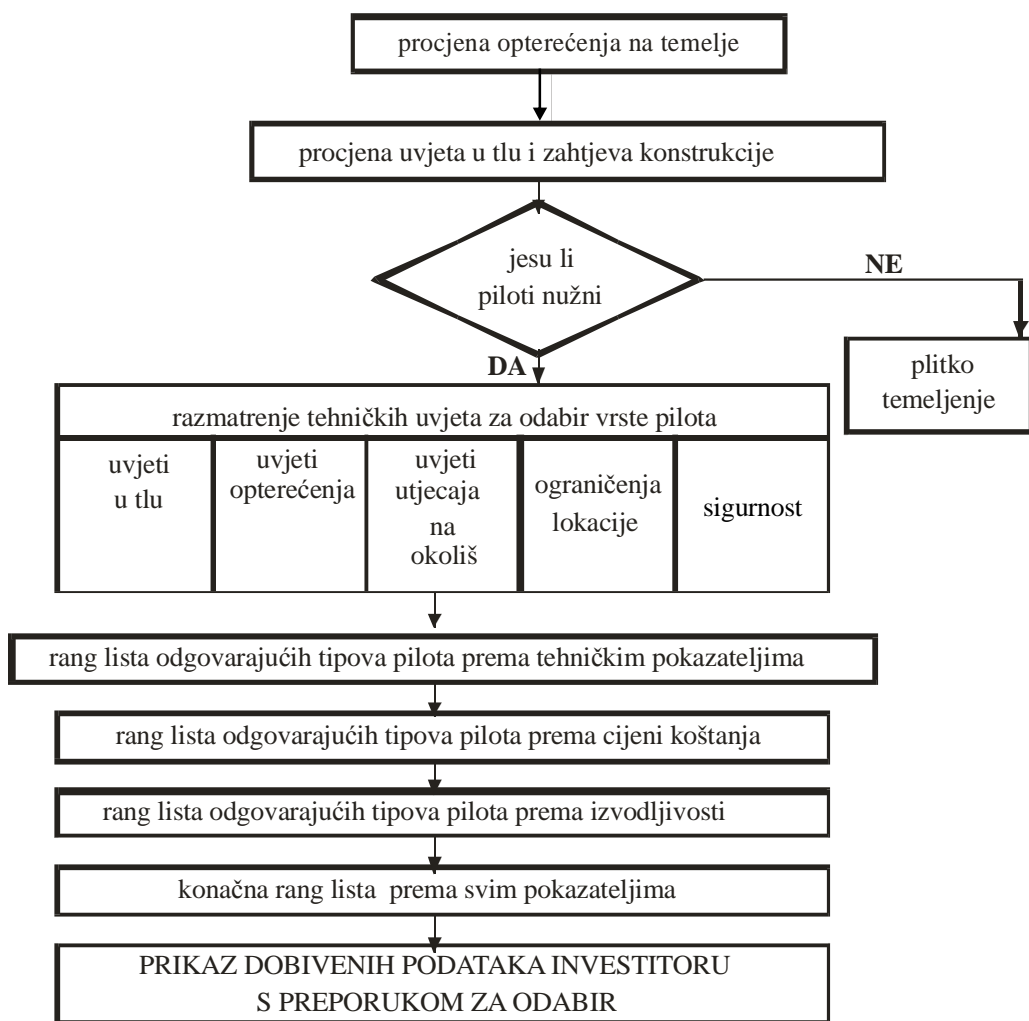 procjena opterećenja na temelje
procjena uvjeta u tlu i zahtjeva konstrukcije
jesu li
piloti nužni
NE
DA
plitko
temeljenje
razmatrenje tehničkih uvjeta za odabir vrste pilota
uvjeti
u tlu
uvjeti
opterećenja
uvjeti
utjecaja
na
okoliš
ograničenja
lokacije
sigurnost
rang lista odgovarajućih tipova pilota prema tehničkim pokazateljima
rang lista odgovarajućih tipova pilota prema cijeni koštanja
rang lista odgovarajućih tipova pilota prema izvodljivosti
konačna rang lista prema svim pokazateljima
PRIKAZ DOBIVENIH PODATAKA INVESTITORU
S PREPORUKOM ZA ODABIR